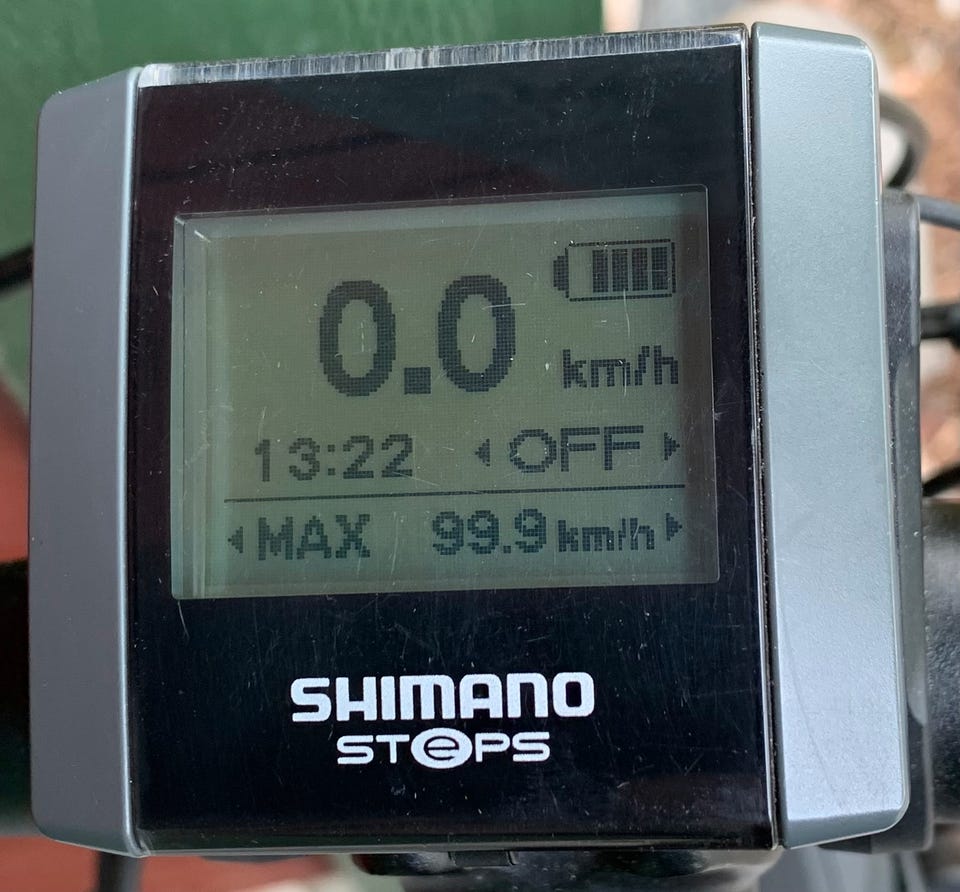 0.0 km/h
13:22 OFF
MAX 99.9 km/h
SHIMANO
STePS